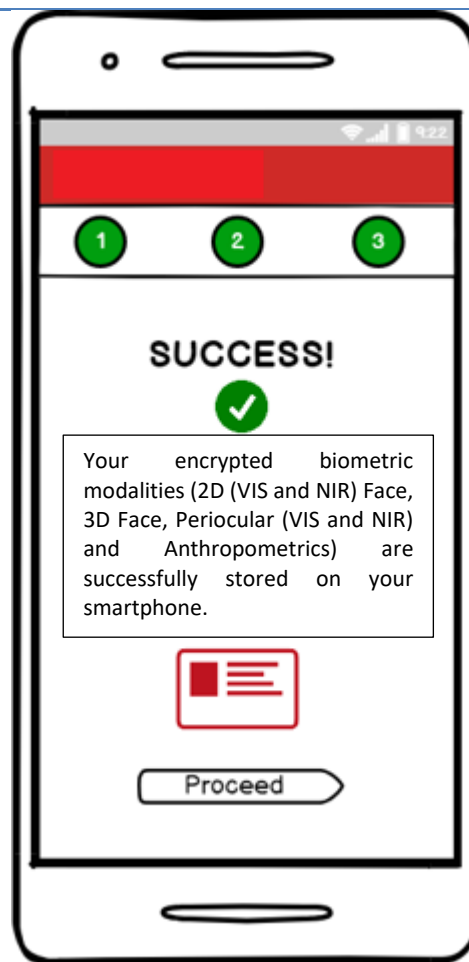 9:22
1 2 3
SUCCESS!
Your encrypted biometric
modalities (2D (VIS and NIR) Face,
3D Face, Periocular (VIS and NIR)
and Anthropometrics) are
successfully stored on your
smartphone.
Proceed